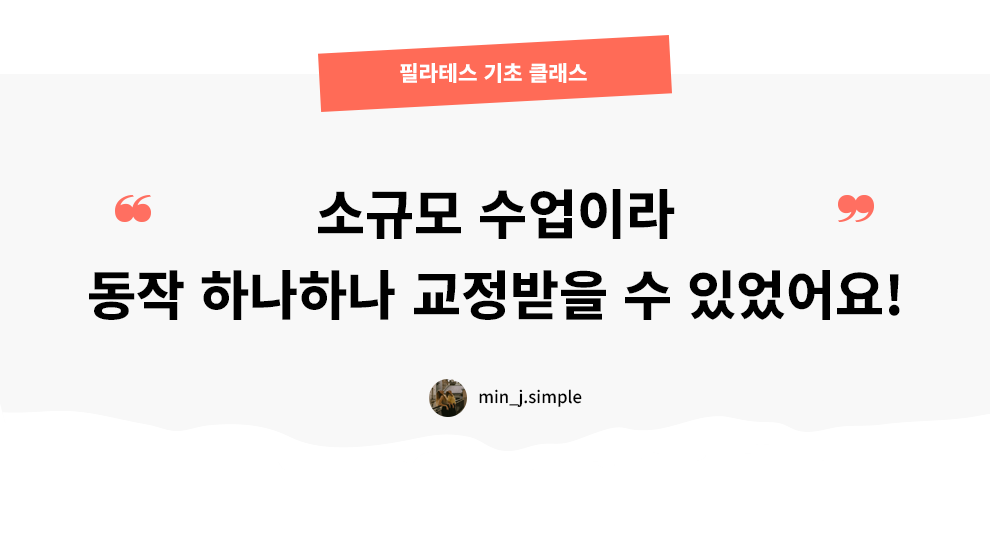 필라테스 기초 클래스
❝ 소규모 수업이라 ❞
동작 하나하나 교정받을 수 있었어요!
min_j.simple